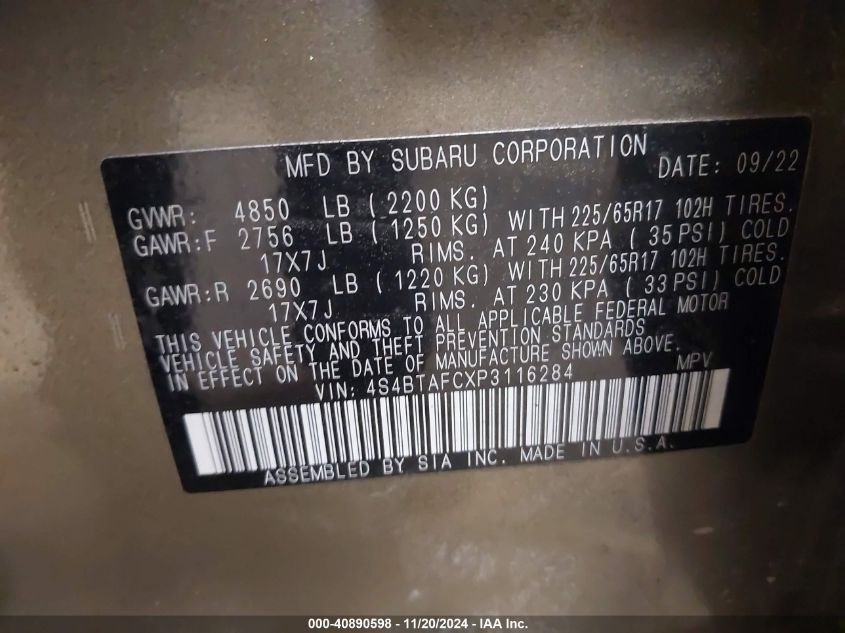 MFD BY SUBARU CORPORATION DATE: 09/22
GVWR: 4850 LB ( 2200 KG)
GAWR:F 2756 LB ( 1250 KG) WITH 225/65R17 102H TIRES.
17X7J RIMS. AT 240 KPA ( 35 PSI) COLD
GAWR:R 2690 LB ( 1220 KG) WITH 225/65R17 102H TIRES.
17X7J RIMS. AT 230 KPA ( 33 PSI) COLD
THIS VEHICLE CONFORMS TO ALL APPLICABLE FEDERAL MOTOR
VEHICLE SAFETY AND THEFT PREVENTION STANDARDS
IN EFFECT ON THE DATE OF MANUFACTURE SHOWN ABOVE.
VIN: 4S4BTAFCXP3116284 MPV
ASSEMBLED BY SIA INC. MADE IN U.S.A.
000-40890598 - 11/20/2024 - IAA Inc.